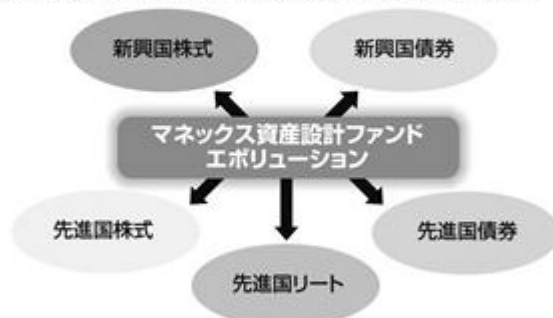 新興国株式
新興国債券
マネックス資産設計ファンド
エボリューション
先進国株式
先進国債券
先進国リート